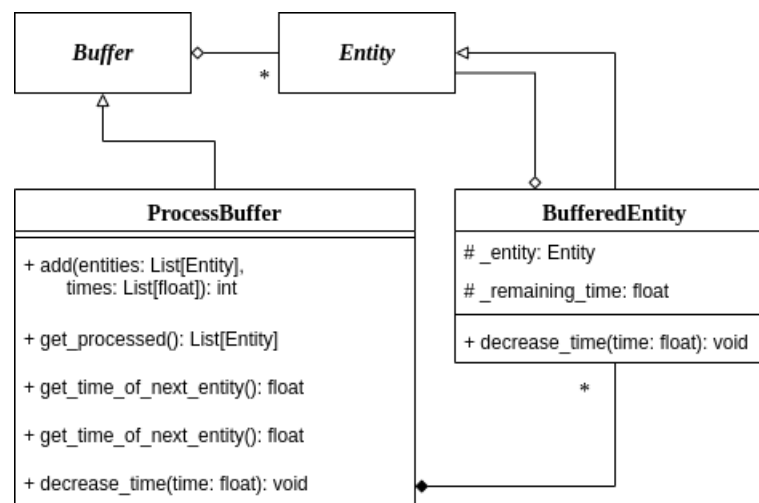 Buffer
Entity
*
ProcessBuffer
+ add(entities: List[Entity],
times: List[float]): int
+ get_processed(): List[Entity]
+ get_time_of_next_entity(): float
+ get_time_of_next_entity(): float
+ decrease_time(time: float): void
BufferedEntity
# _entity: Entity
# _remaining_time: float
+ decrease_time(time: float): void
*